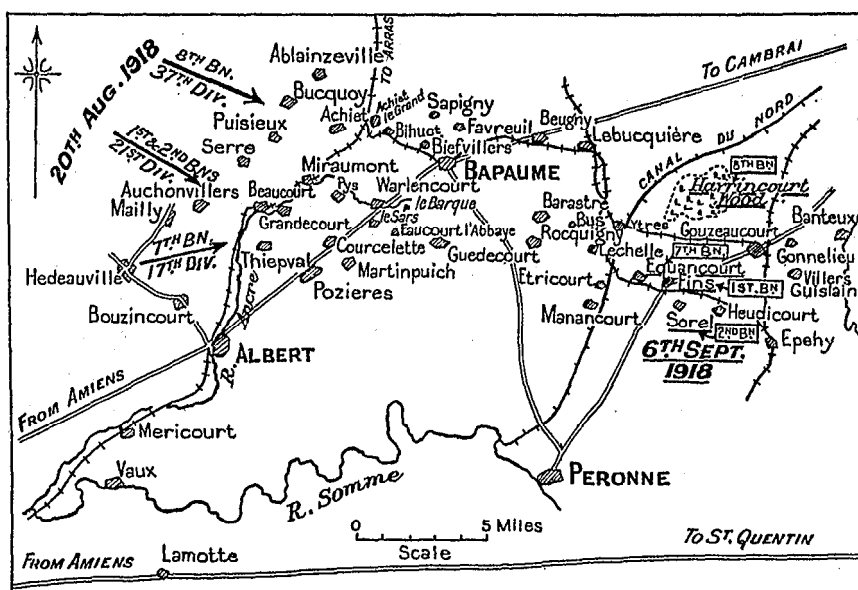 20TH AUG. 1918
8TH BN.
37TH DIV.
1ST & 2ND BNS
21ST DIV.
7TH BN.
17TH DIV.
TO ARRAS
TO CAMBRAI
Ablainzeville
Bucquoy
Achiet
Achiet le Grand
Sapigny
Puisieux
Bihuat
Favreuil
Beugny
Lebucquière
Serre
Biefvillers
BAPAUME
CANAL DU NORD
8TH BN
Harrincourt
Wood
Miraumont
Pys
Warlencourt
Auchonvillers
Beaucourt
le Barque
Mailly
Grandecourt
le Sars
Faucourt l'Abbaye
Barastre
Bus
Ytres
Banteux
Rocquigny
Gouzeaucourt
Courcelette
Guedecourt
Lechelle
7TH BN.
Gonnelieu
Hedeauville
Thiepval
Martinpuich
Etricourt
Equancourt
Villers
Guislain
Pozieres
Fins
1ST. BN
Bouzincourt
Manancourt
Sorel
Heudicourt
2ND BN
R. Ancre
ALBERT
6TH SEPT.
1918
Epehy
FROM AMIENS
Mericourt
Vaux
R. Somme
PERONNE
0 5 Miles
Scale
FROM AMIENS
Lamotte
TO ST. QUENTIN